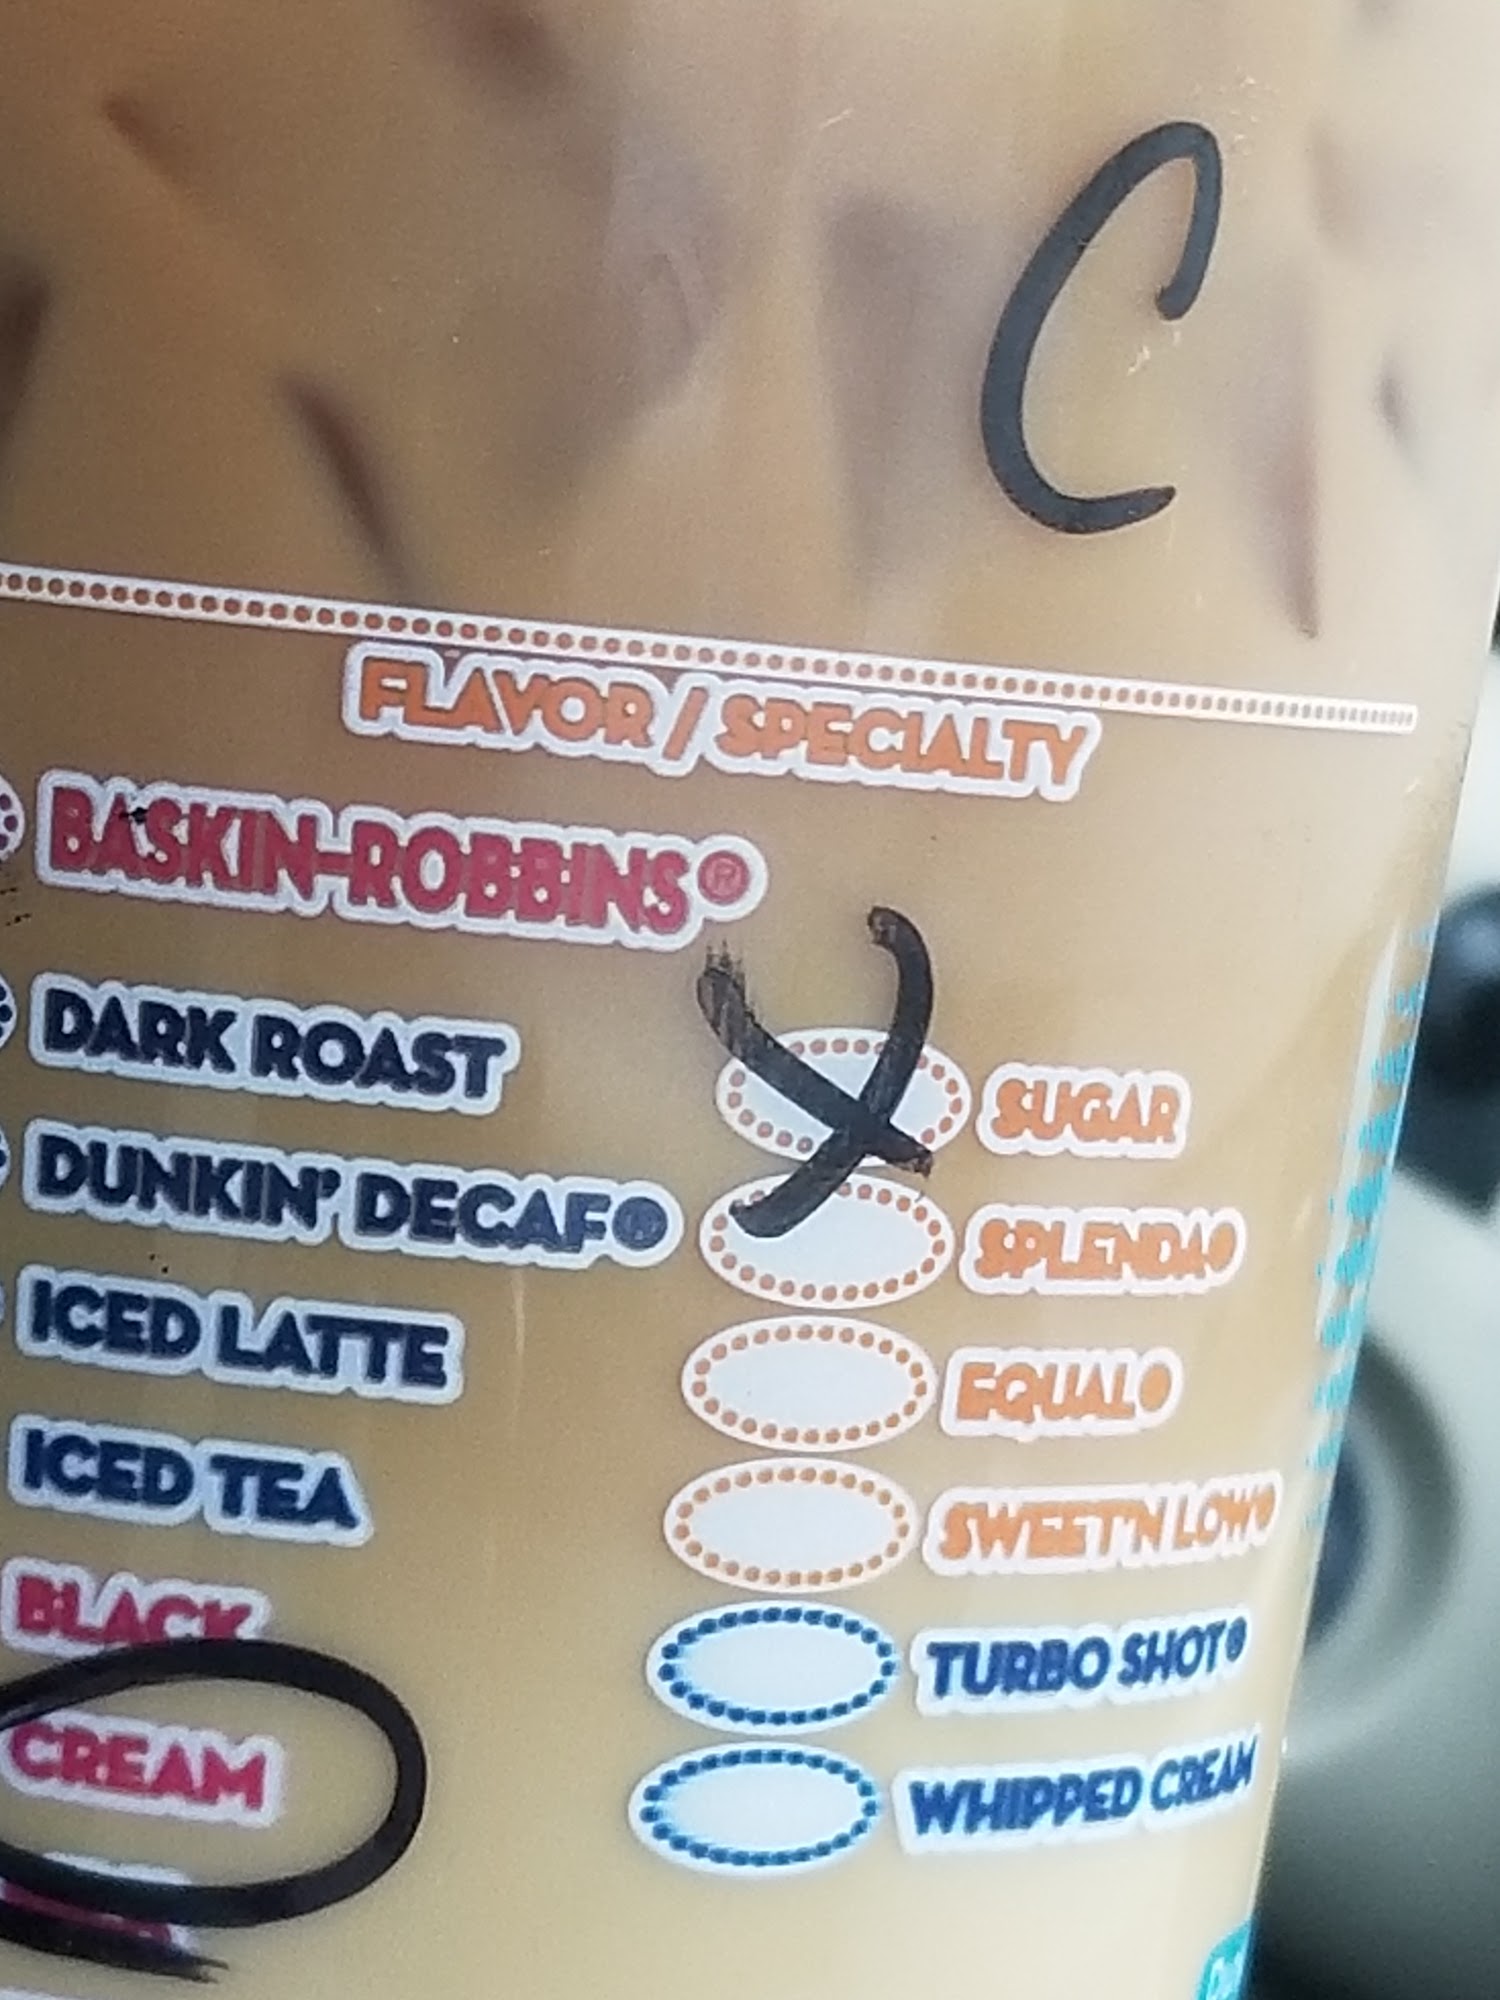 C
FLAVOR / SPECIALTY
BASKIN-ROBBINS®
DARK ROAST
DUNKIN' DECAF®
ICED LATTE
ICED TEA
BLACK
CREAM
X SUGAR
SPLENDA®
EQUAL®
SWEET'N LOW®
TURBO SHOT®
WHIPPED CREAM